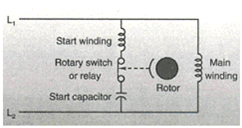 L1
Start winding
Rotary switch
or relay
Start capacitor
Rotor
Main
winding
L2